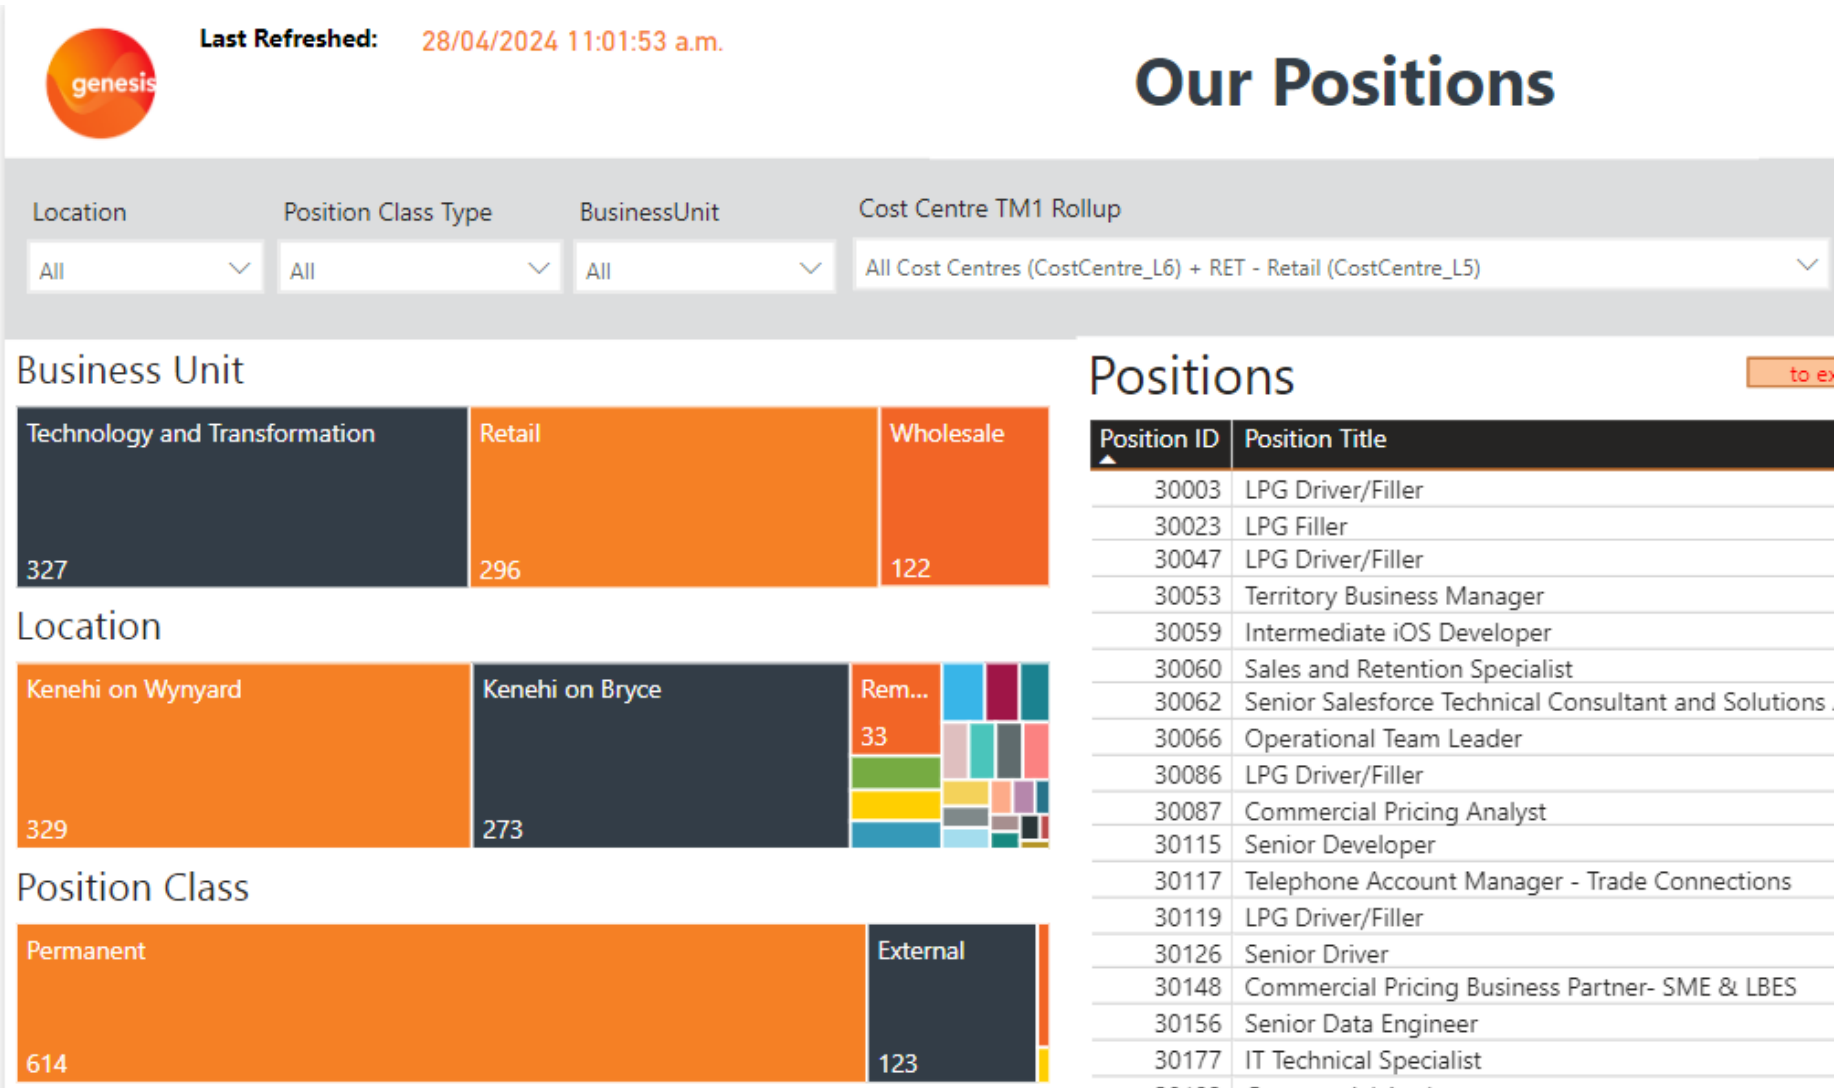 genesis
Last Refreshed: 28/04/2024 11:01:53 a.m.
Our Positions
Location
All
Position Class Type
All
BusinessUnit
All
Cost Centre TM1 Rollup
All Cost Centres (CostCentre_L6) + RET - Retail (CostCentre_L5)
Business Unit
Technology and Transformation
327
Retail
296
Wholesale
122
Location
Kenehi on Wynyard
329
Kenehi on Bryce
273
Rem...
33
Position Class
Permanent
614
External
123
Positions
to ex
Position ID Position Title
30003 LPG Driver/Filler
30023 LPG Filler
30047 LPG Driver/Filler
30053 Territory Business Manager
30059 Intermediate iOS Developer
30060 Sales and Retention Specialist
30062 Senior Salesforce Technical Consultant and Solutions
30066 Operational Team Leader
30086 LPG Driver/Filler
30087 Commercial Pricing Analyst
30115 Senior Developer
30117 Telephone Account Manager - Trade Connections
30119 LPG Driver/Filler
30126 Senior Driver
30148 Commercial Pricing Business Partner- SME & LBES
30156 Senior Data Engineer
30177 IT Technical Specialist